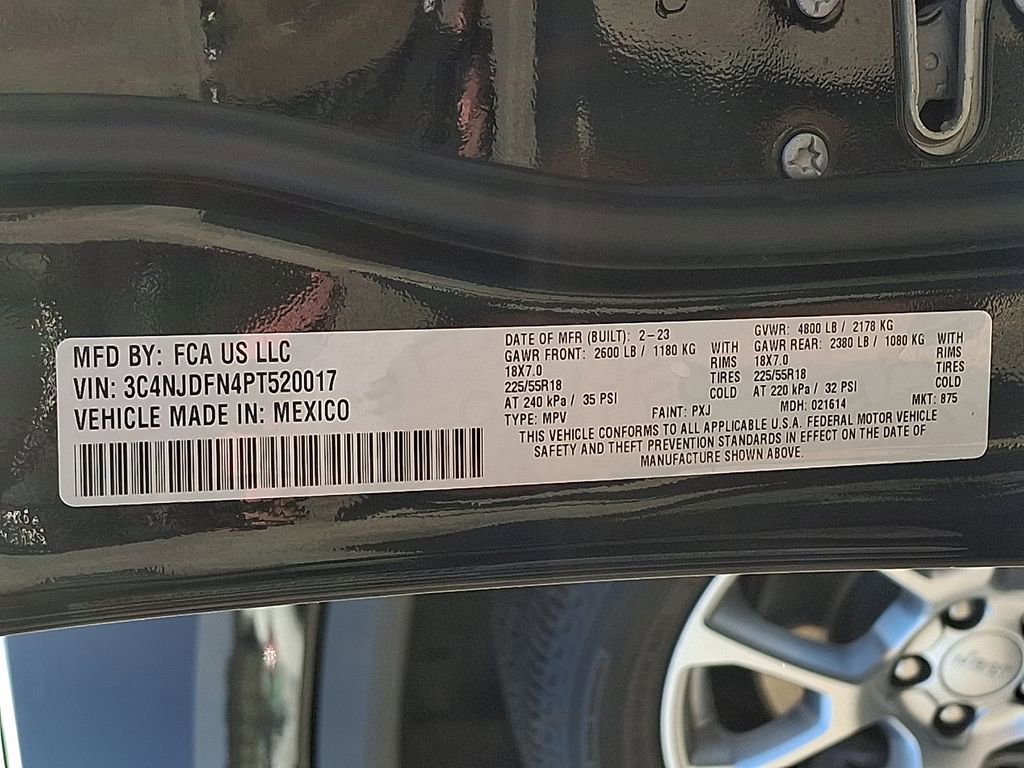 MFD BY: FCA US LLC
VIN: 3C4NJDFN4PT520017
VEHICLE MADE IN: MEXICO
DATE OF MFR (BUILT): 2-23
GAWR FRONT: 2600 LB / 1180 KG WITH
18X7.0 RIMS
225/55R18 TIRES
AT 240 kPa / 35 PSI COLD
TYPE: MPV
GVWR: 4800 LB / 2178 KG
GAWR REAR: 2380 LB / 1080 KG WITH
18X7.0 RIMS
225/55R18 TIRES
AT 220 kPa / 32 PSI COLD
FAINT: PXJ MDH: 021614 MKT: 875
THIS VEHICLE CONFORMS TO ALL APPLICABLE U.S.A. FEDERAL MOTOR VEHICLE
SAFETY AND THEFT PREVENTION STANDARDS IN EFFECT ON THE DATE OF
MANUFACTURE SHOWN ABOVE.
Jeep